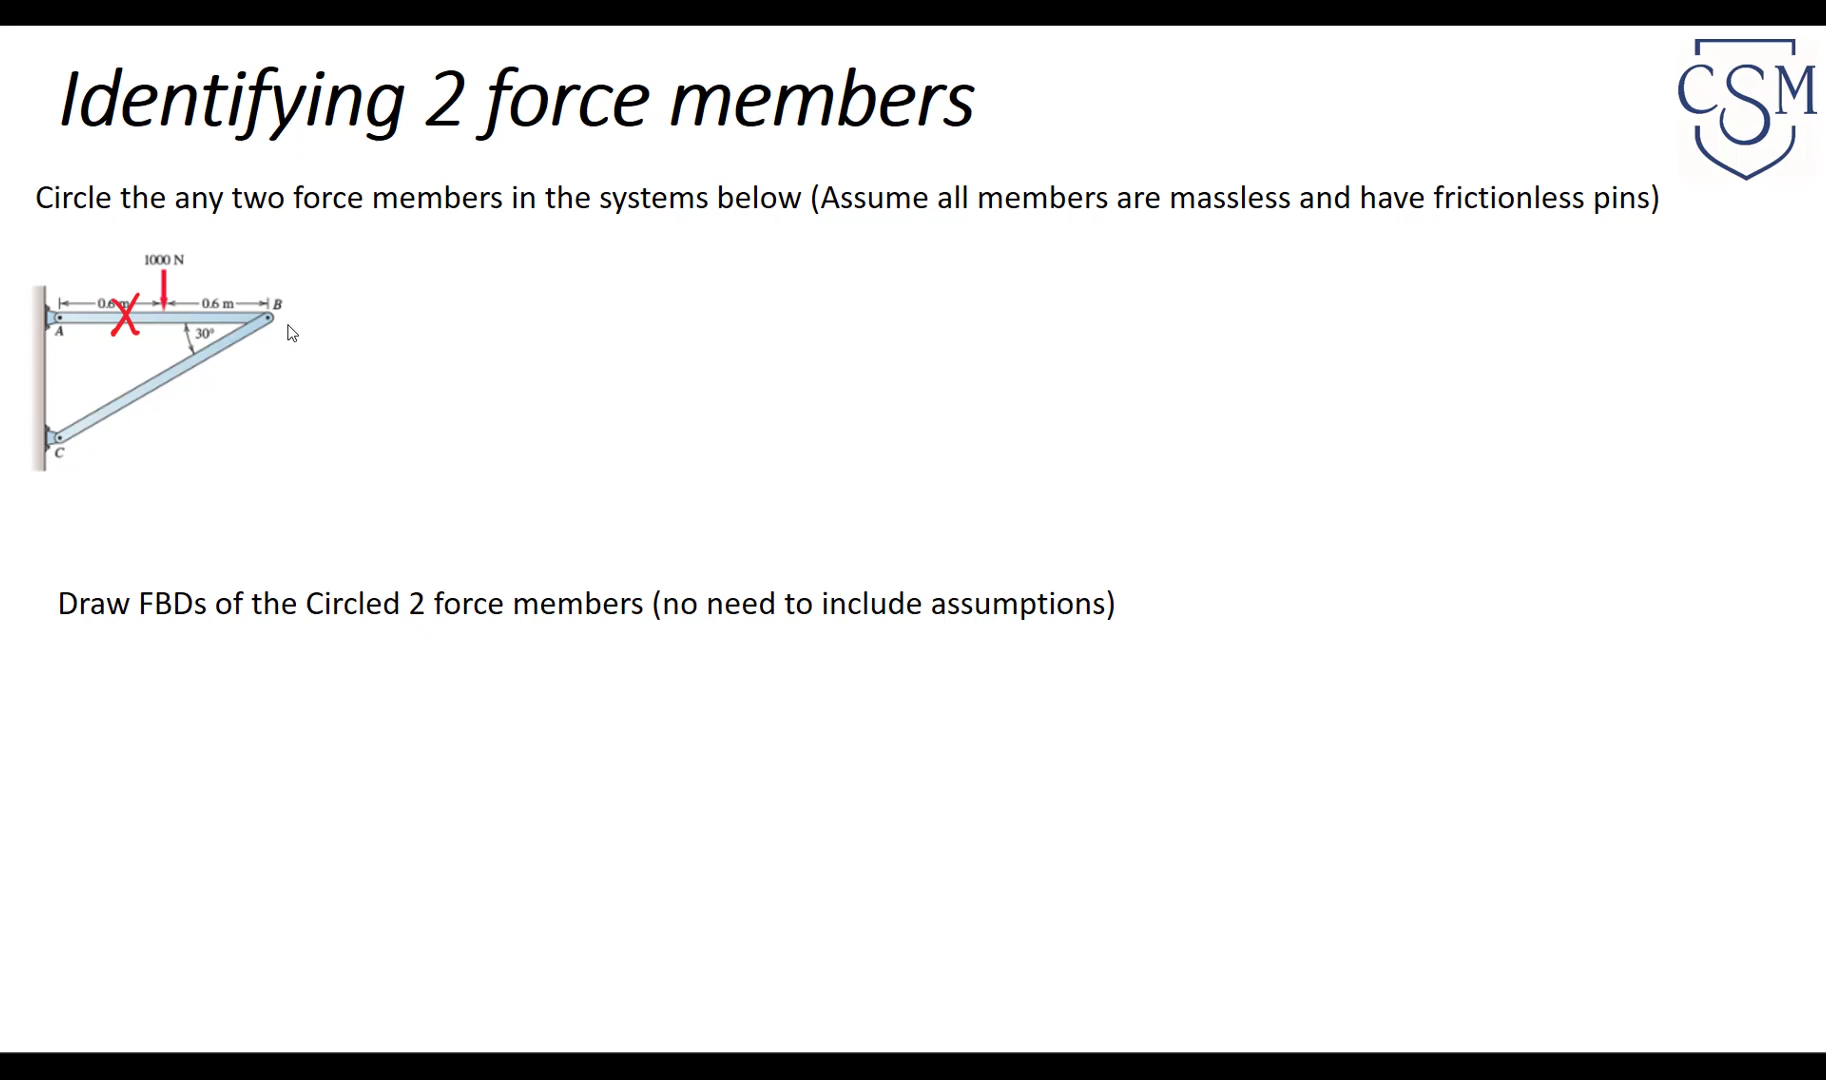 Identifying 2 force members
CSM
Circle the any two force members in the systems below (Assume all members are massless and have frictionless pins)
1000 N
0.6 m
0.6 m
B
A
30°
C
Draw FBDs of the Circled 2 force members (no need to include assumptions)